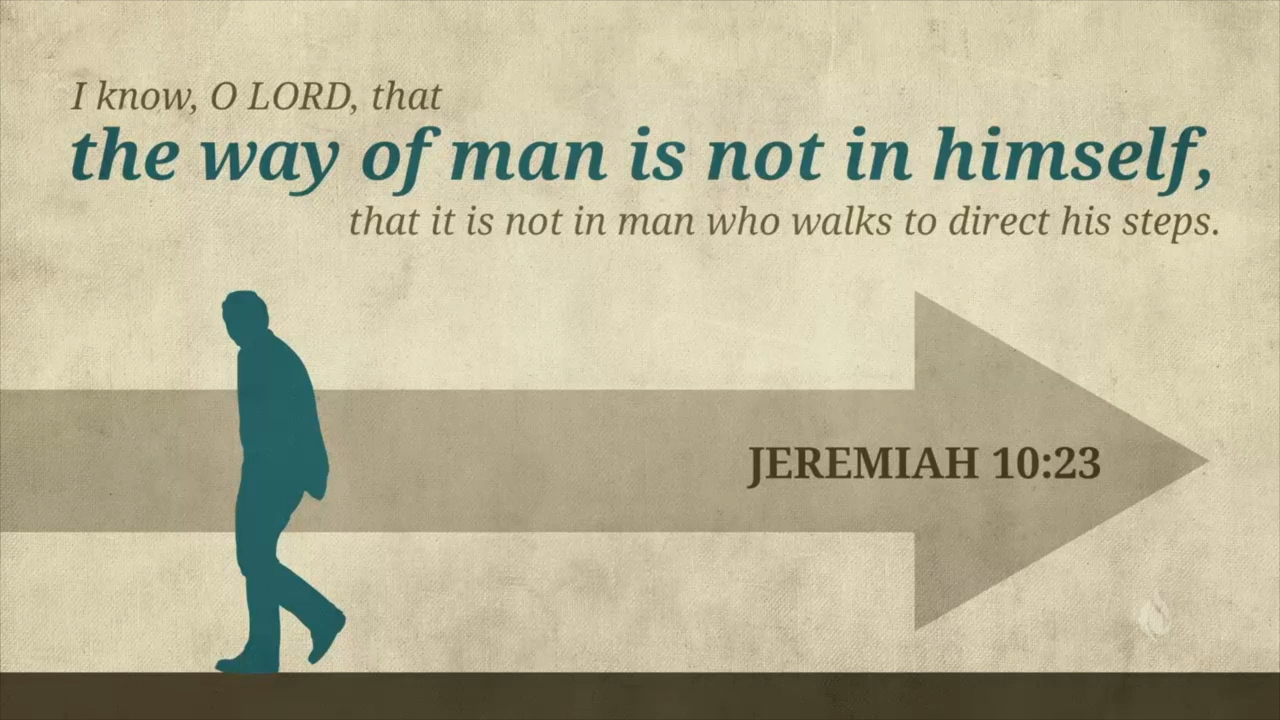 I know, O LORD, that
the way of man is not in himself,
that it is not in man who walks to direct his steps.
JEREMIAH 10:23